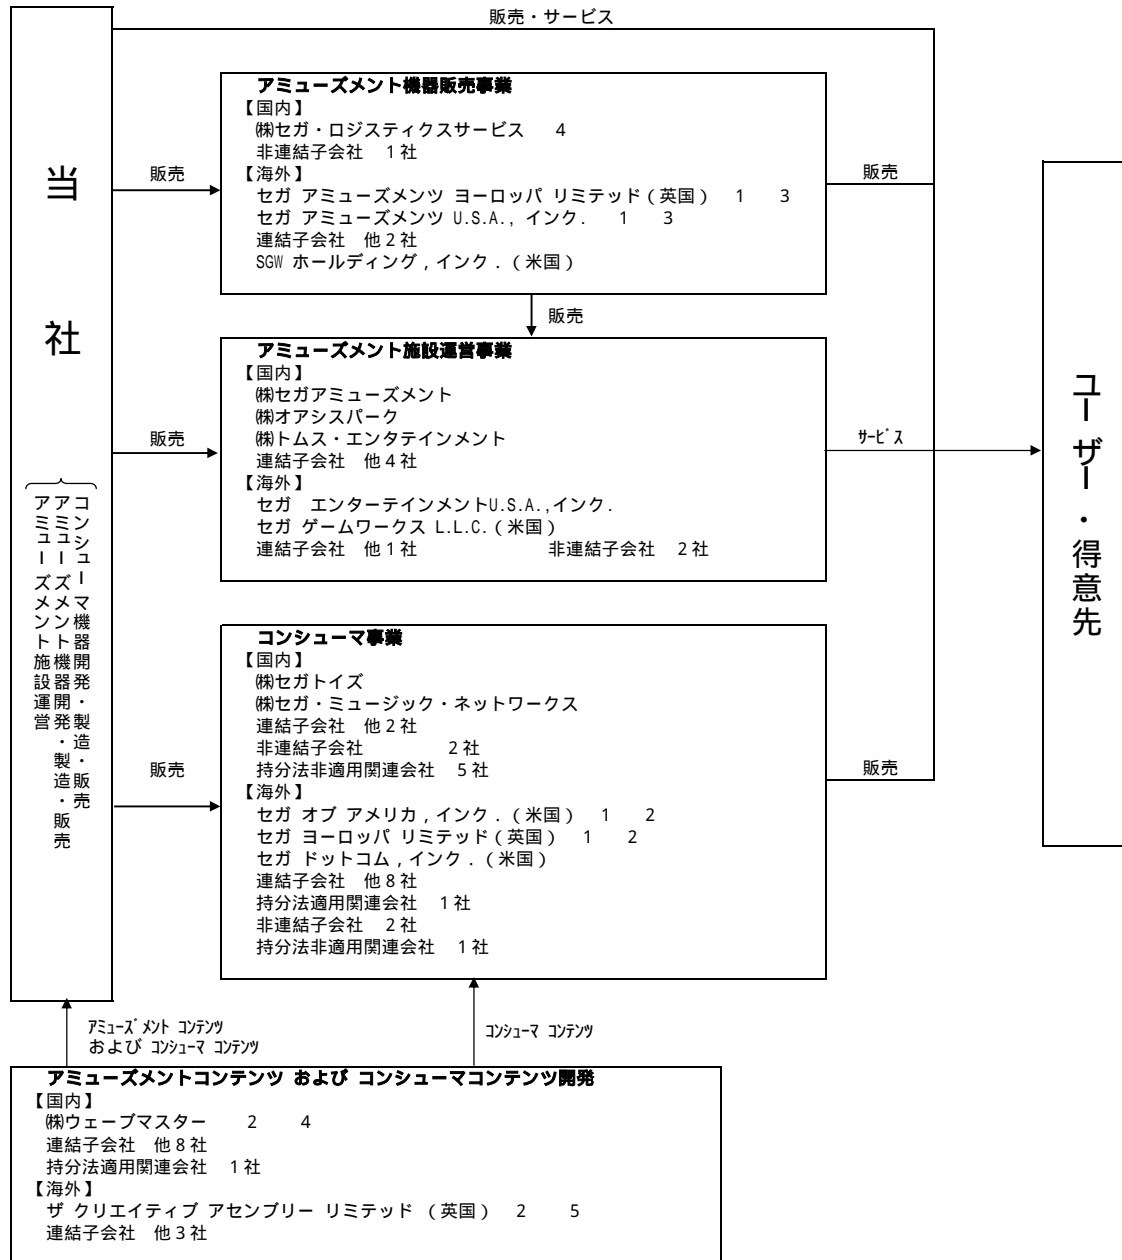 販売・サービス
当社
コンシューマ機器開発・製造・販売
アミューズメント機器開発・製造・販売
アミューズメント施設運営
販売
アミューズメント機器販売事業
【国内】
㈱セガ・ロジスティクスサービス 4
非連結子会社 1社
【海外】
セガ アミューズメンツ ヨーロッパ リミテッド(英国) 1 3
セガ アミューズメンツ U.S.A., インク. 1 3
連結子会社 他2社
SGW ホールディング,インク.(米国)
販売
販売
アミューズメント施設運営事業
【国内】
㈱セガアミューズメント
㈱オアシスパーク
㈱トムス・エンタテインメント
連結子会社 他4社
【海外】
セガ エンターテインメントU.S.A.,インク.
セガ ゲームワークス L.L.C.(米国)
連結子会社 他1社 非連結子会社 2社
販売
サービス
ユーザー・得意先
コンシューマ事業
【国内】
㈱セガトイズ
㈱セガ・ミュージック・ネットワークス
連結子会社 他2社
非連結子会社 2社
持分法非適用関連会社 5社
【海外】
セガ オブ アメリカ,インク.(米国) 1 2
セガ ヨーロッパ リミテッド(英国) 1 2
セガ ドットコム,インク.(米国)
連結子会社 他8社
持分法適用関連会社 1社
非連結子会社 2社
持分法非適用関連会社 1社
販売
販売
アミューズメント コンテンツ
および コンシューマ コンテンツ
コンシューマ コンテンツ
アミューズメントコンテンツ および コンシューマコンテンツ開発
【国内】
㈱ウェーブマスター 2 4
連結子会社 他8社
持分法適用関連会社 1社
【海外】
ザ クリエイティブ アセンブリー リミテッド (英国) 2 5
連結子会社 他3社